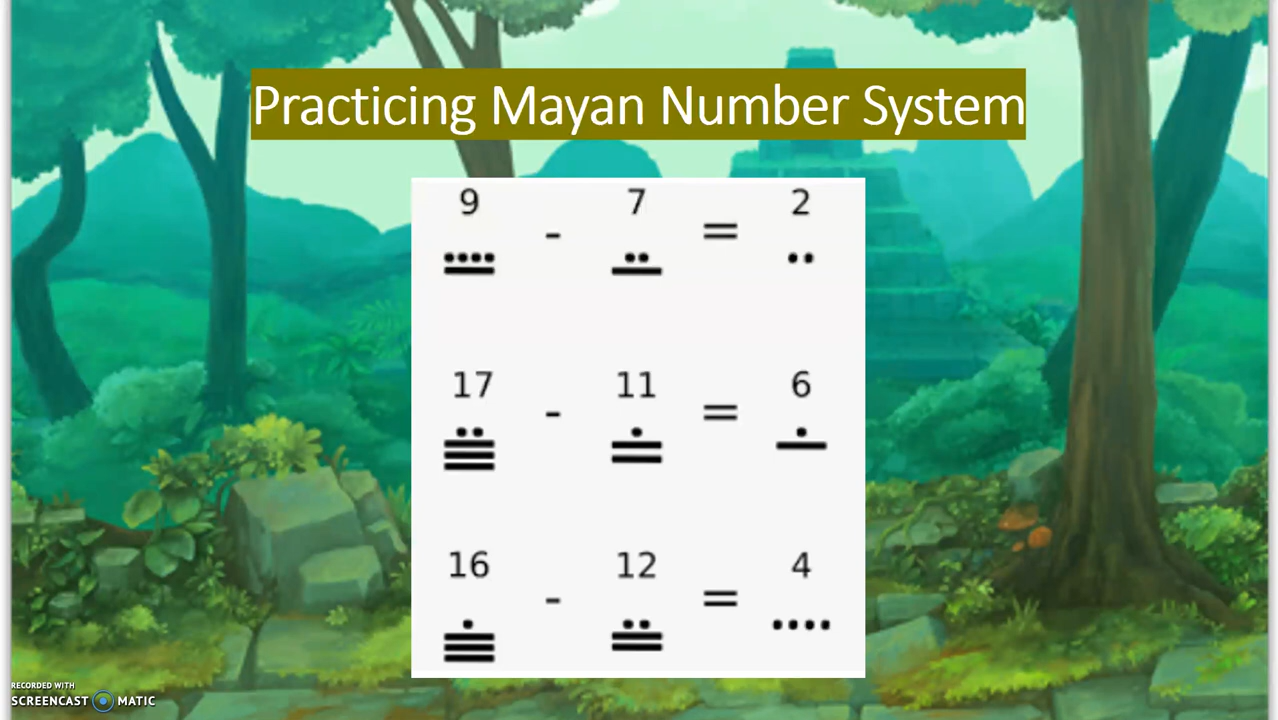 Practicing Mayan Number System
9 - 7 = 2
17 - 11 = 6
16 - 12 = 4
RECORDED WITH
SCREENCAST MATIC